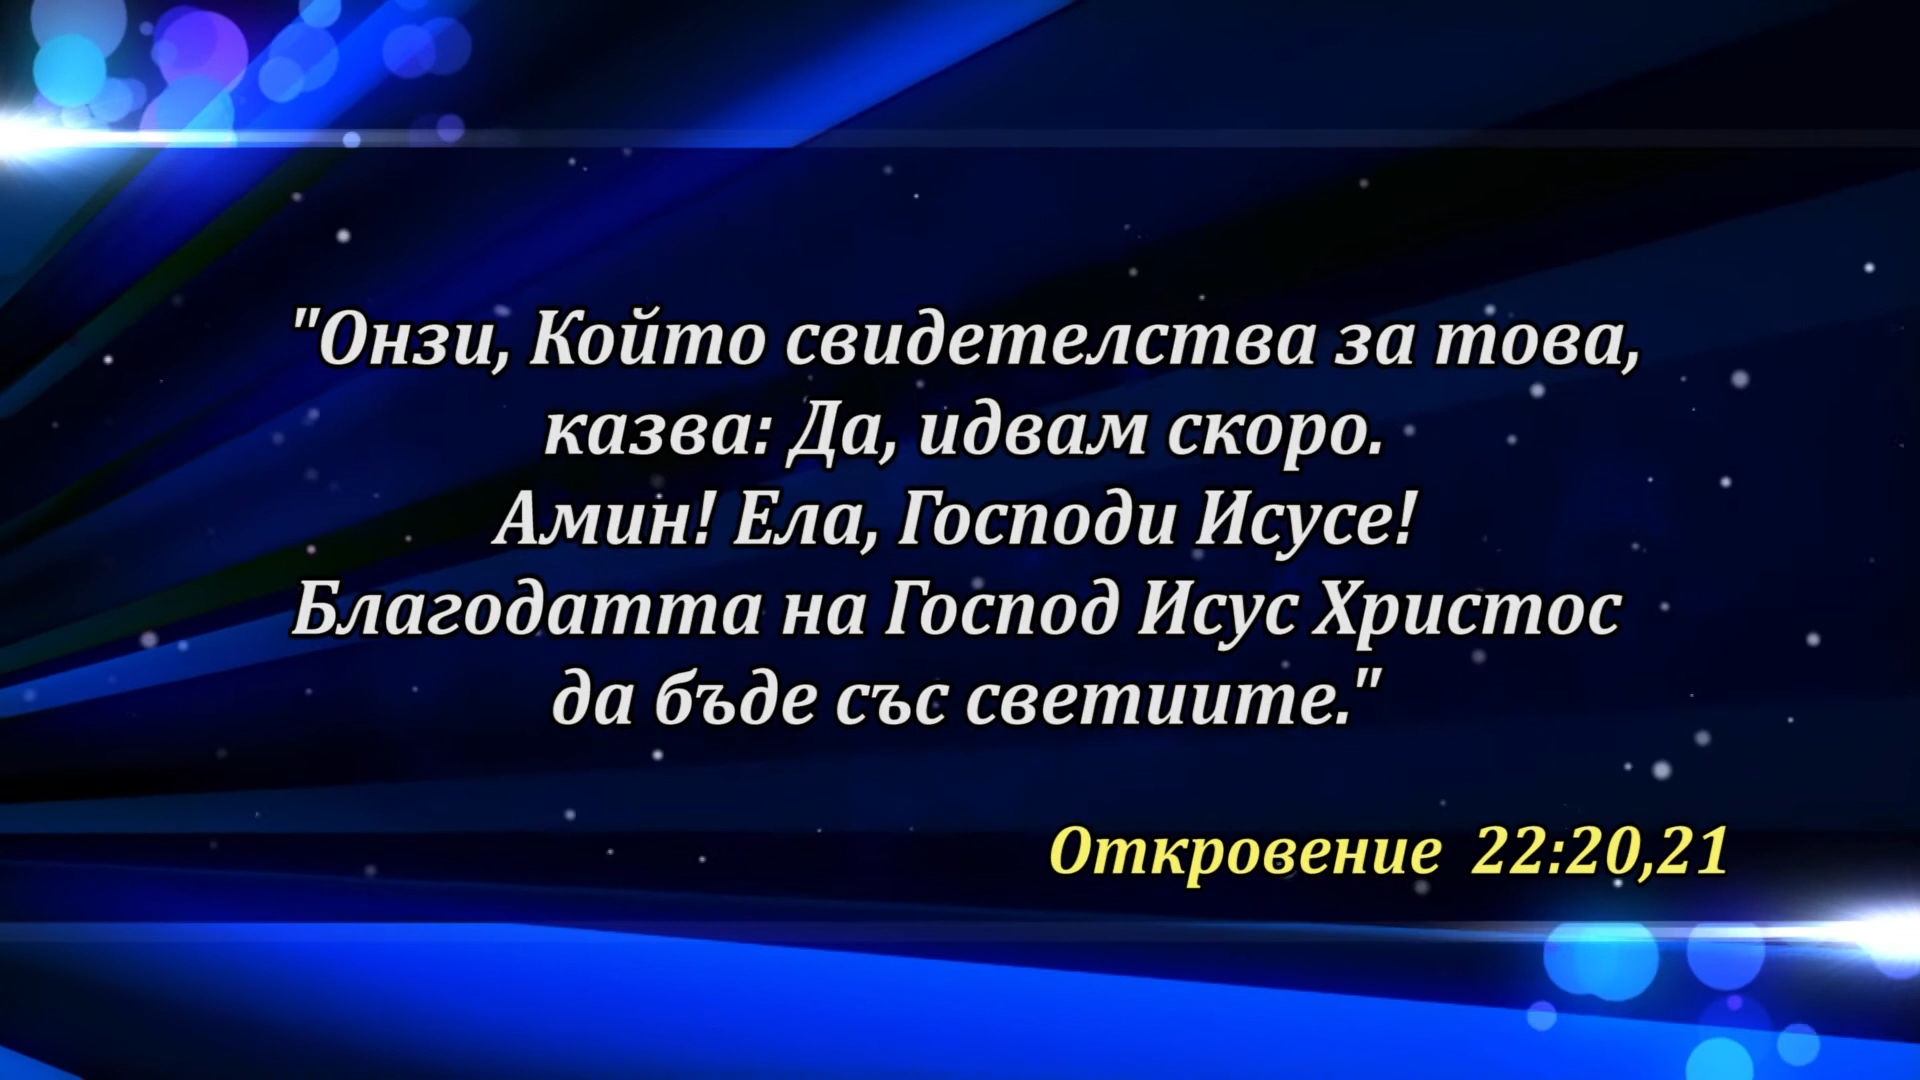 "Онзи, Който свидетелства за това,
казва: Да, идвам скоро.
Амин! Ела, Господи Исусе!
Благодатта на Господ Исус Христос
да бъде със светиите."
Откровение 22:20,21